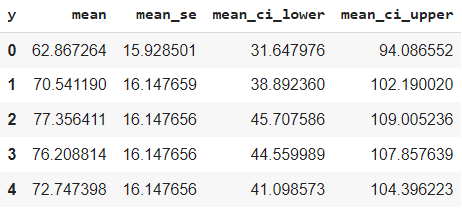 y mean mean_se mean_ci_lower mean_ci_upper
0 62.867264 15.928501 31.647976 94.086552
1 70.541190 16.147659 38.892360 102.190020
2 77.356411 16.147656 45.707586 109.005236
3 76.208814 16.147656 44.559989 107.857639
4 72.747398 16.147656 41.098573 104.396223